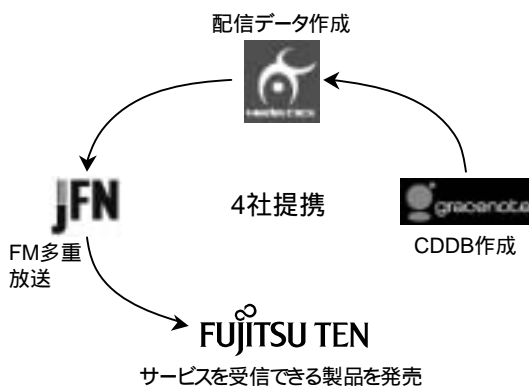 配信データ作成
JFN
4社提携
gracenote
FM多重
放送
CDDB作成
FUJITSU TEN
サービスを受信できる製品を発売